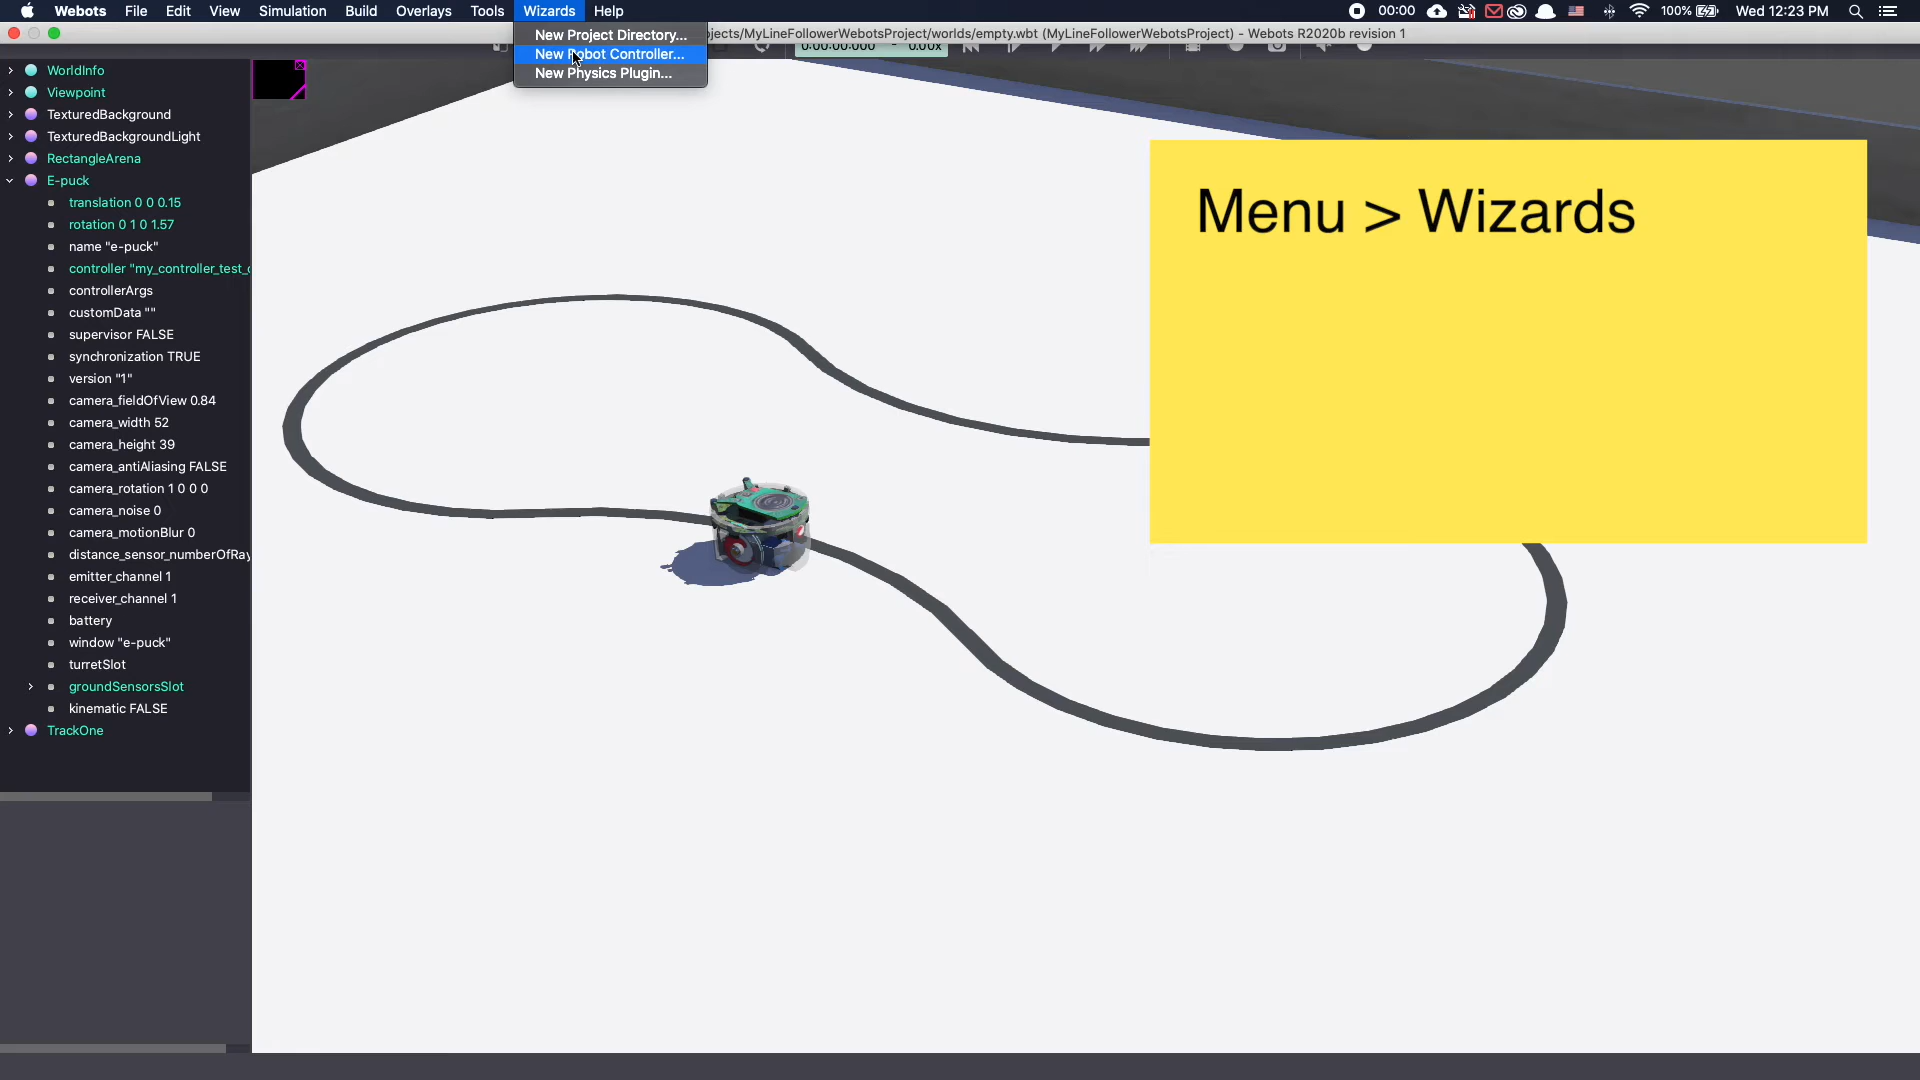 Webots File Edit View Simulation Build Overlays Tools Wizards Help 00:00 100% Wed 12:23 PM
jects/MyLineFollowerWebotsProject/worlds/empty.wbt (MyLineFollowerWebotsProject) - Webots R2020b revision 1
New Project Directory...
New Robot Controller...
New Physics Plugin...
0:00:00:000 - 0.00x
WorldInfo
Viewpoint
TexturedBackground
TexturedBackgroundLight
RectangleArena
E-puck
translation 0 0 0.15
rotation 0 1 0 1.57
name "e-puck"
controller "my_controller_test_
controllerArgs
customData ""
supervisor FALSE
synchronization TRUE
version "1"
camera_fieldOfView 0.84
camera_width 52
camera_height 39
camera_antiAliasing FALSE
camera_rotation 1 0 0 0
camera_noise 0
camera_motionBlur 0
distance_sensor_numberOfRay
emitter_channel 1
receiver_channel 1
battery
window "e-puck"
turretSlot
groundSensorsSlot
kinematic FALSE
TrackOne
Menu > Wizards